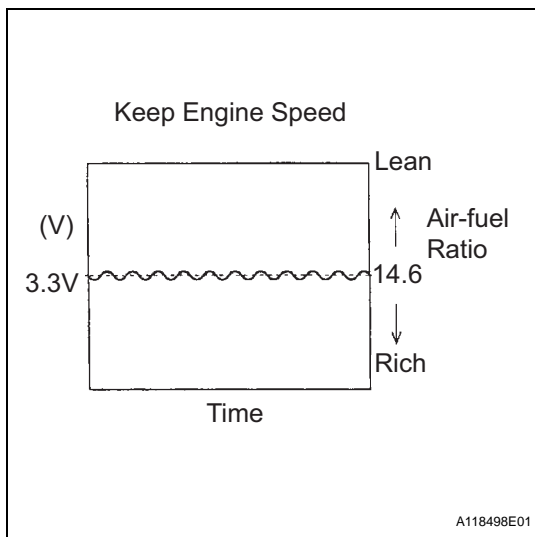 Keep Engine Speed
Lean
(V)
Air-fuel
Ratio
3.3V
14.6
Rich
Time
A118498E01